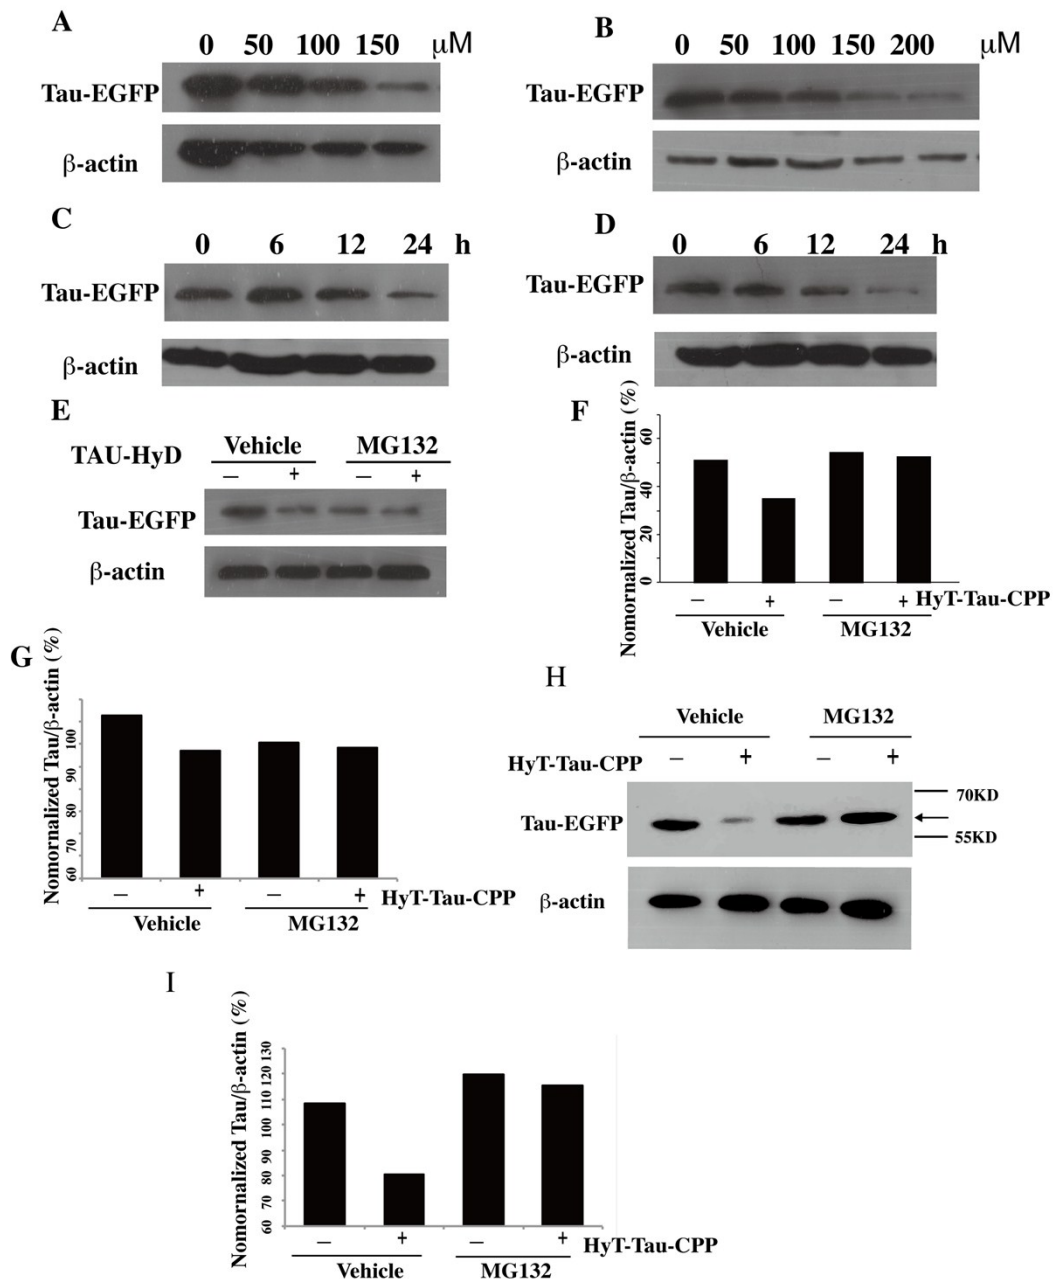 A
0 50 100 150 μM
Tau-EGFP
β-actin
B
0 50 100 150 200 μM
Tau-EGFP
β-actin
C
0 6 12 24 h
Tau-EGFP
β-actin
D
0 6 12 24 h
Tau-EGFP
β-actin
E
TAU-HyD
Vehicle MG132
— + — +
Tau-EGFP
β-actin
F
Nomornalized Tau/β-actin (%)
60
40
20
0
— + — + HyT-Tau-CPP
Vehicle MG132
G
Nomornalized Tau/β-actin (%)
100
90
80
70
60
— + — + HyT-Tau-CPP
Vehicle MG132
H
Vehicle MG132
HyT-Tau-CPP — + — +
70KD
Tau-EGFP
55KD
β-actin
I
Nomornalized Tau/β-actin (%)
130
120
110
100
90
80
70
60
— + — + HyT-Tau-CPP
Vehicle MG132